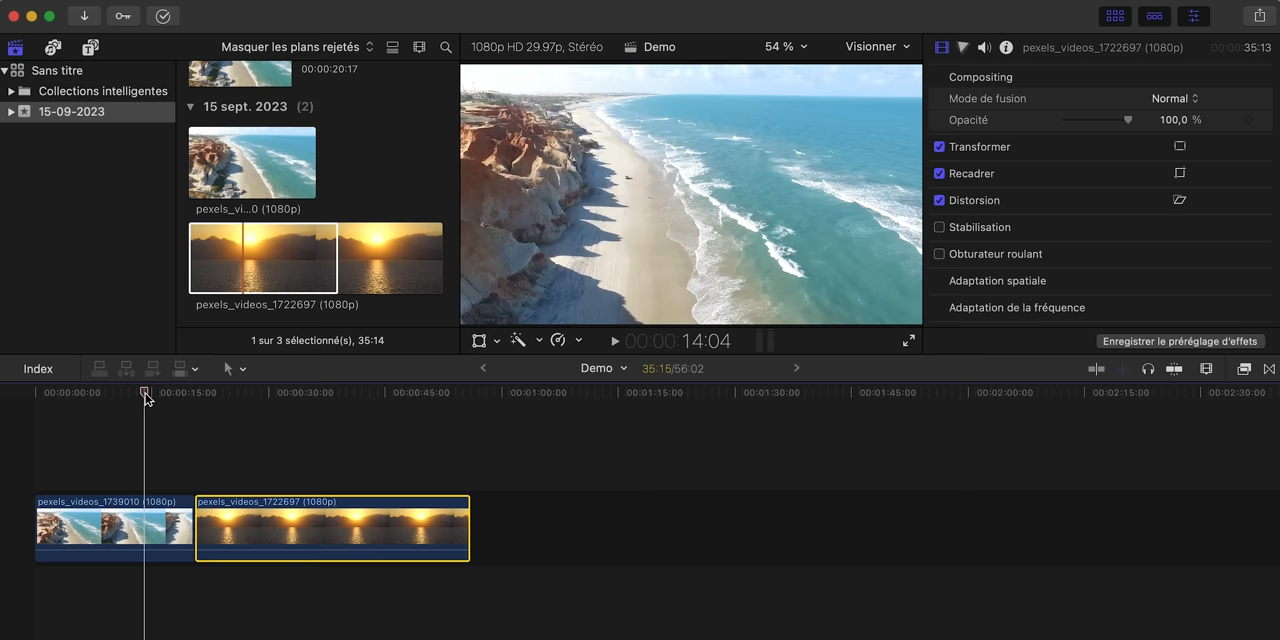 Masquer les plans rejetés
1080p HD 29.97p, Stéréo
Demo
54 %
Visionner
pexels_videos_1722697 (1080p)
00:00:35:13
Sans titre
Collections intelligentes
15-09-2023
00:00:20:17
15 sept. 2023 (2)
pexels_vi...0 (1080p)
pexels_videos_1722697 (1080p)
1 sur 3 sélectionné(s), 35:14
00:00:14:04
Compositing
Mode de fusion
Normal
Opacité
100,0 %
Transformer
Recadrer
Distorsion
Stabilisation
Obturateur roulant
Adaptation spatiale
Adaptation de la fréquence
Enregistrer le préréglage d'effets
Index
Demo
35:15/56:02
00:00:00:00
00:00:15:00
00:00:30:00
00:00:45:00
00:01:00:00
00:01:15:00
00:01:30:00
00:01:45:00
00:02:00:00
00:02:15:00
00:02:30:00
pexels_videos_1739010 (1080p)
pexels_videos_1722697 (1080p)